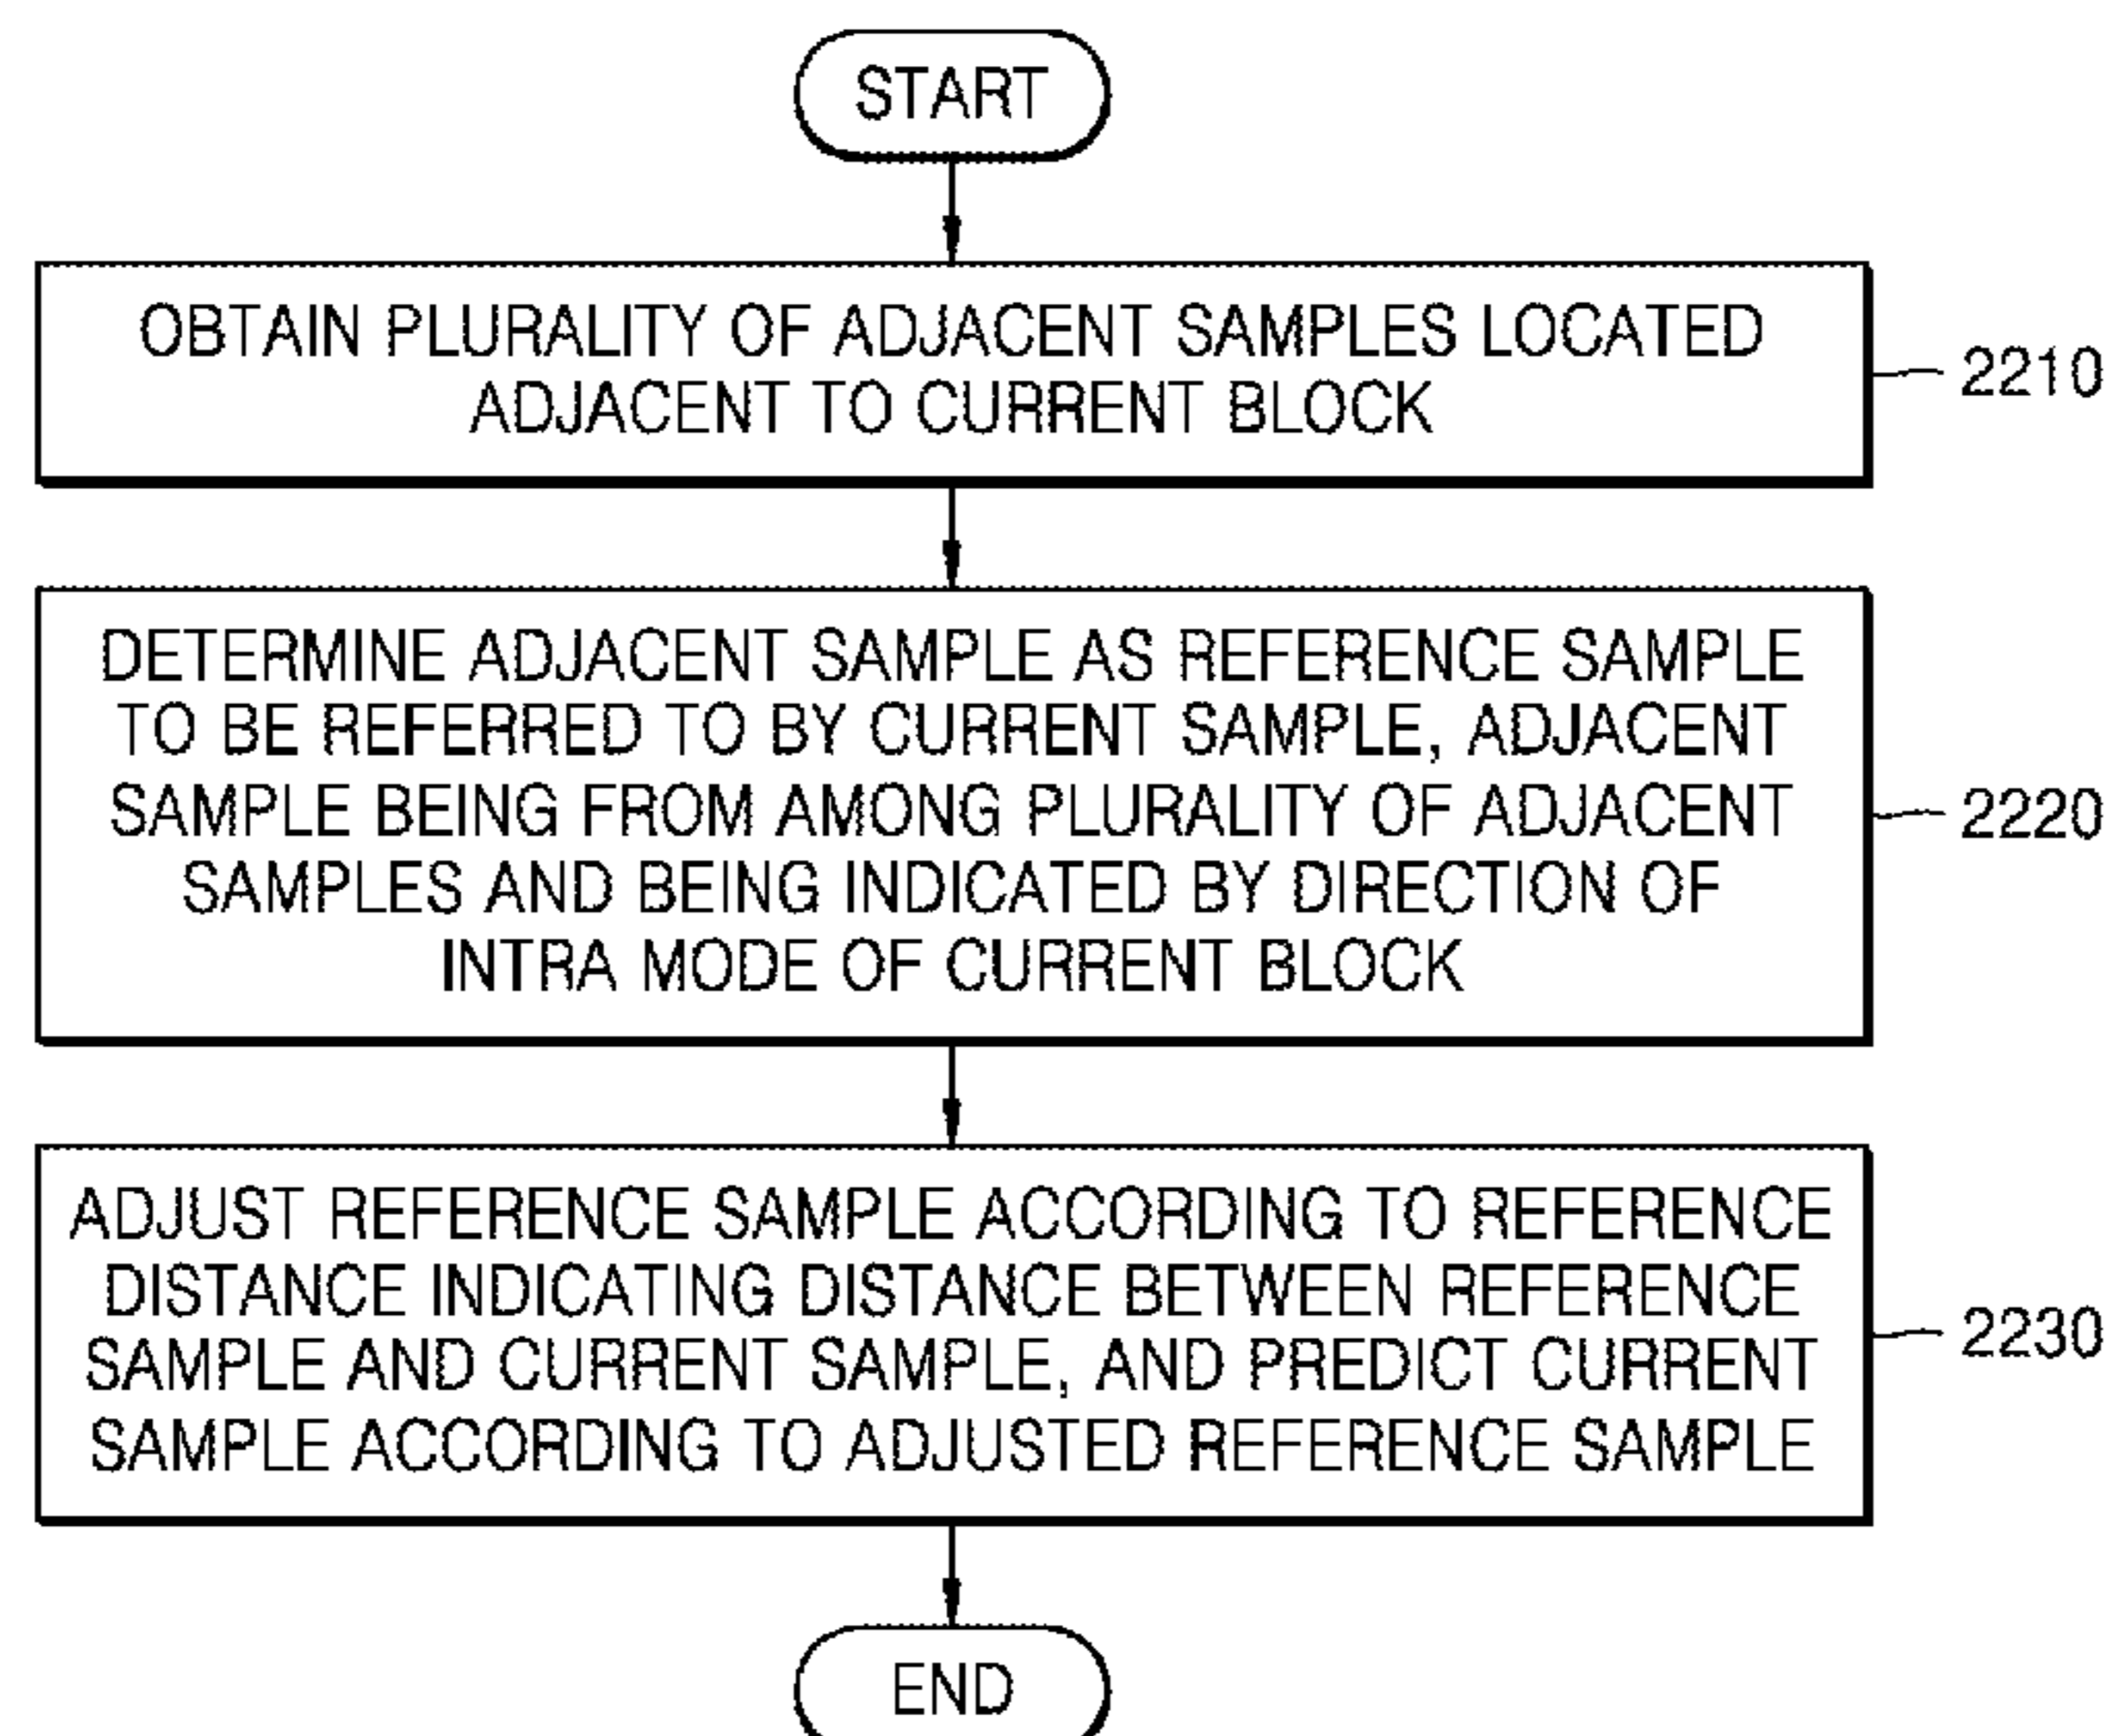 START
OBTAIN PLURALITY OF ADJACENT SAMPLES LOCATED
ADJACENT TO CURRENT BLOCK
2210
DETERMINE ADJACENT SAMPLE AS REFERENCE SAMPLE
TO BE REFERRED TO BY CURRENT SAMPLE, ADJACENT
SAMPLE BEING FROM AMONG PLURALITY OF ADJACENT
SAMPLES AND BEING INDICATED BY DIRECTION OF
INTRA MODE OF CURRENT BLOCK
2220
ADJUST REFERENCE SAMPLE ACCORDING TO REFERENCE
DISTANCE INDICATING DISTANCE BETWEEN REFERENCE
SAMPLE AND CURRENT SAMPLE, AND PREDICT CURRENT
SAMPLE ACCORDING TO ADJUSTED REFERENCE SAMPLE
2230
END